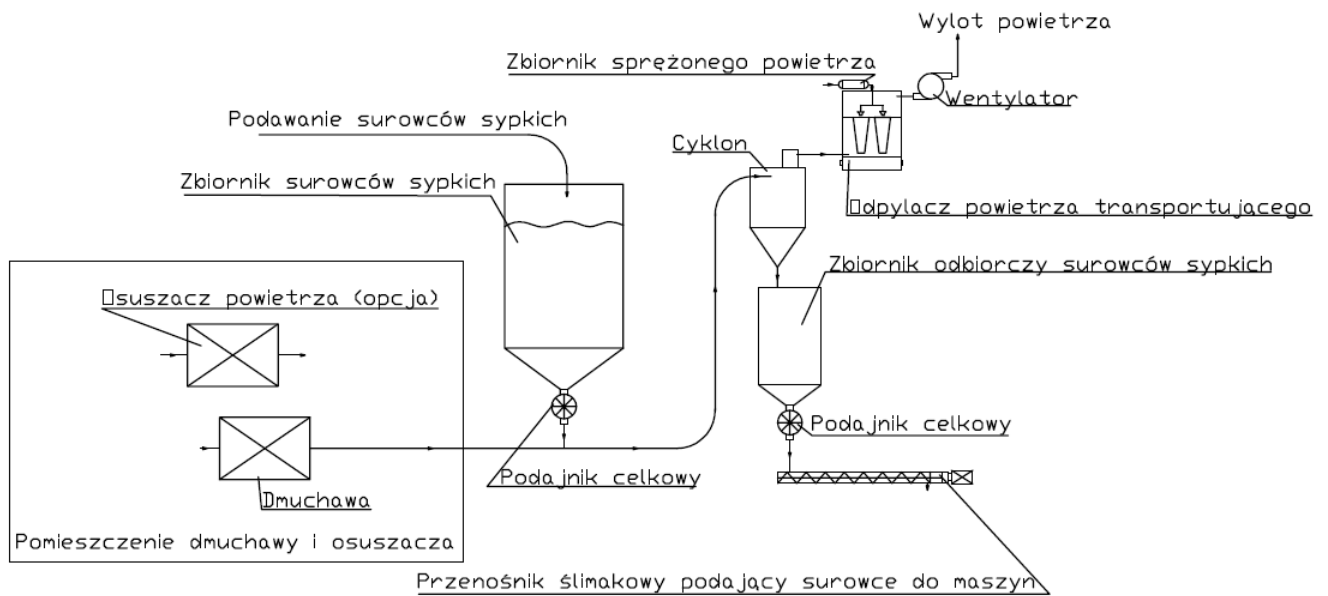 Wylot powietrza
Zbiornik sprężonego powietrza
Wentylator
Podawanie surowców sypkich
Cyklon
Zbiornik surowców sypkich
Odpylacz powietrza transportującego
Zbiornik odbiorczy surowców sypkich
Osuszacz powietrza (opcja)
Podajnik celkowy
Podajnik celkowy
Dmuchawa
Pomieszczenie dmuchawy i osuszacza
Przenośnik ślimakowy podający surowce do maszyn